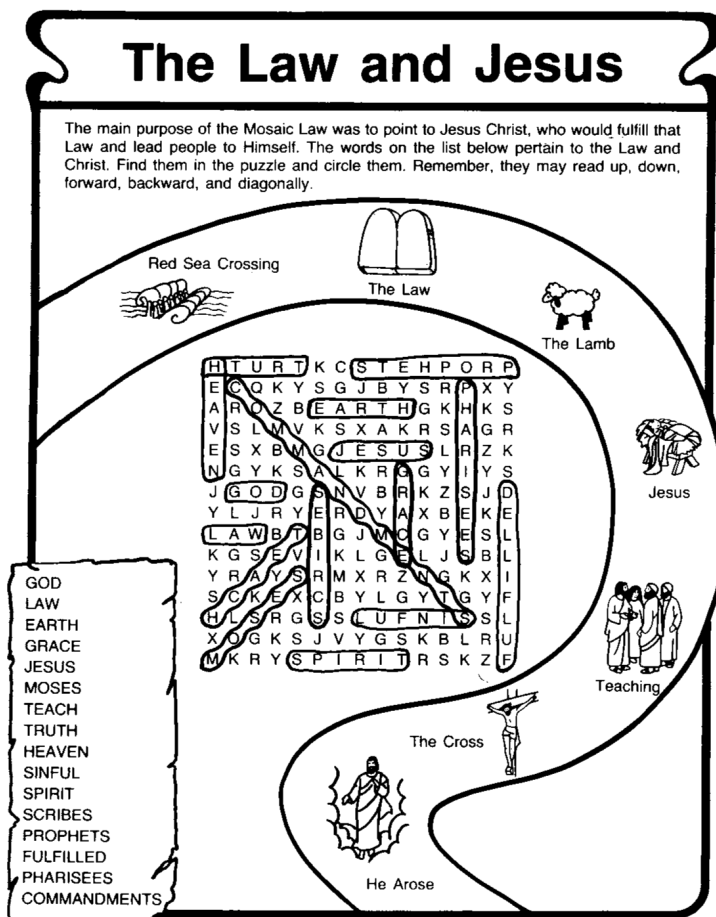 The Law and Jesus
The main purpose of the Mosaic Law was to point to Jesus Christ, who would fulfill that
Law and lead people to Himself. The words on the list below pertain to the Law and
Christ. Find them in the puzzle and circle them. Remember, they may read up, down,
forward, backward, and diagonally.
Red Sea Crossing
The Law
The Lamb
Jesus
Teaching
The Cross
He Arose
H T U R T K C S T E H P O R P
E C Q K Y S G J B Y S R P X Y
A R O Z B E A R T H G K H K S
V S L M V K S X A K R S A G R
E S X B M G J E S U S L R Z K
N G Y K S A L K R G G Y I Y S
J G O D G S N V B R K Z S J D
Y L J R Y E R D Y A X B E K E
L A W B T B G J M C G Y E S L
K G S E V I K L G E L J S B L
Y R A Y S R M X R Z N G K X I
S C K E X C B Y L G Y T G Y F
H L S R G S S L U F N I S S L
X O G K S J V Y G S K B L R U
M K R Y S P I R I T R S K Z F
GOD
LAW
EARTH
GRACE
JESUS
MOSES
TEACH
TRUTH
HEAVEN
SINFUL
SPIRIT
SCRIBES
PROPHETS
FULFILLED
PHARISEES
COMMANDMENTS